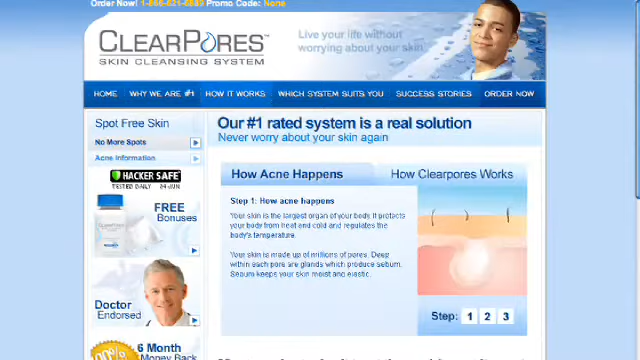 Order Now! 1-866-621-6889 Promo Code: None
CLEARPORES™
SKIN CLEANSING SYSTEM
Live your life without
worrying about your skin
HOME WHY WE ARE #1 HOW IT WORKS WHICH SYSTEM SUITS YOU SUCCESS STORIES ORDER NOW
Spot Free Skin
No More Spots
Acne Information
HACKER SAFE
TESTED DAILY 24-JUN
FREE
Bonuses
Doctor
Endorsed
6 Month
Money Back
Our #1 rated system is a real solution
Never worry about your skin again
How Acne Happens
How Clearpores Works
Step 1: How acne happens
Your skin is the largest organ of your body. It protects
your body from heat and cold and regulates the
body's temperature.
Your skin is made up of millions of pores. Deep
within each pore are glands which produce sebum.
Sebum keeps your skin moist and elastic.
Step: 1 2 3